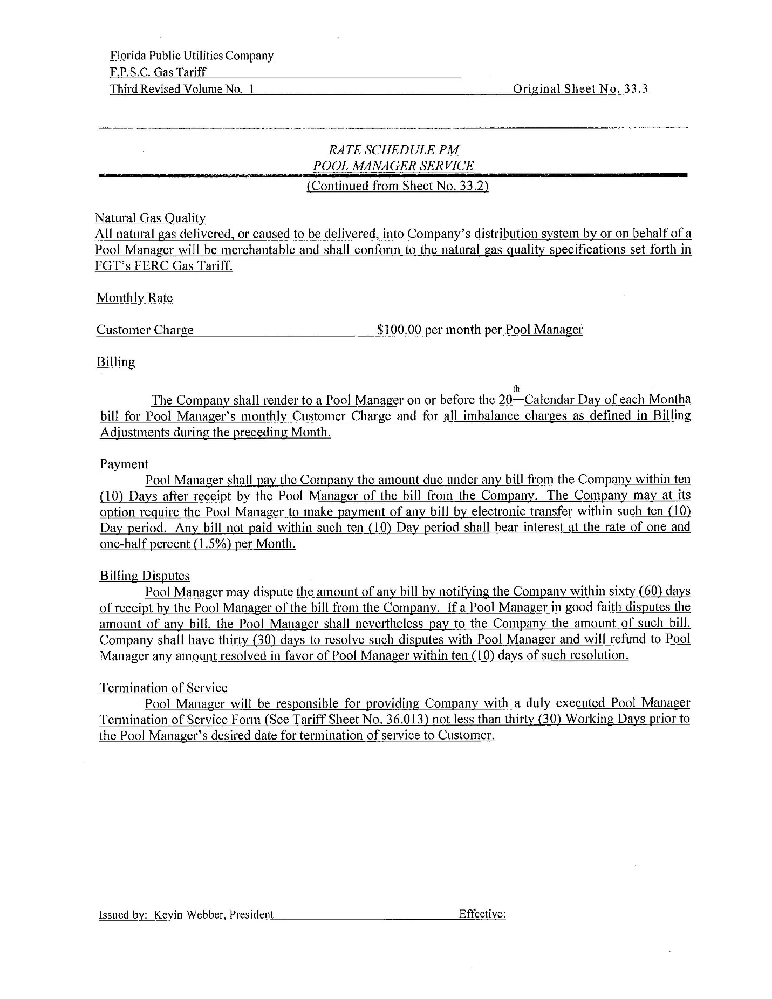 Florida Public Utilities Company
F.P.S.C. Gas Tariff
Third Revised Volume No. 1 Original Sheet No. 33.3
RATE SCHEDULE PM
POOL MANAGER SERVICE
(Continued from Sheet No. 33.2)
Natural Gas Quality
All natural gas delivered, or caused to be delivered, into Company's distribution system by or on behalf of a
Pool Manager will be merchantable and shall conform to the natural gas quality specifications set forth in
FGT's FERC Gas Tariff.
Monthly Rate
Customer Charge $100.00 per month per Pool Manager
Billing
The Company shall render to a Pool Manager on or before the 20th Calendar Day of each Montha
bill for Pool Manager's monthly Customer Charge and for all imbalance charges as defined in Billing
Adjustments during the preceding Month.
Payment
Pool Manager shall pay the Company the amount due under any bill from the Company within ten
(10) Days after receipt by the Pool Manager of the bill from the Company. The Company may at its
option require the Pool Manager to make payment of any bill by electronic transfer within such ten (10)
Day period. Any bill not paid within such ten (10) Day period shall bear interest at the rate of one and
one-half percent (1.5%) per Month.
Billing Disputes
Pool Manager may dispute the amount of any bill by notifying the Company within sixty (60) days
of receipt by the Pool Manager of the bill from the Company. If a Pool Manager in good faith disputes the
amount of any bill, the Pool Manager shall nevertheless pay to the Company the amount of such bill.
Company shall have thirty (30) days to resolve such disputes with Pool Manager and will refund to Pool
Manager any amount resolved in favor of Pool Manager within ten (10) days of such resolution.
Termination of Service
Pool Manager will be responsible for providing Company with a duly executed Pool Manager
Termination of Service Form (See Tariff Sheet No. 36.013) not less than thirty (30) Working Days prior to
the Pool Manager's desired date for termination of service to Customer.
Issued by: Kevin Webber, President Effective: